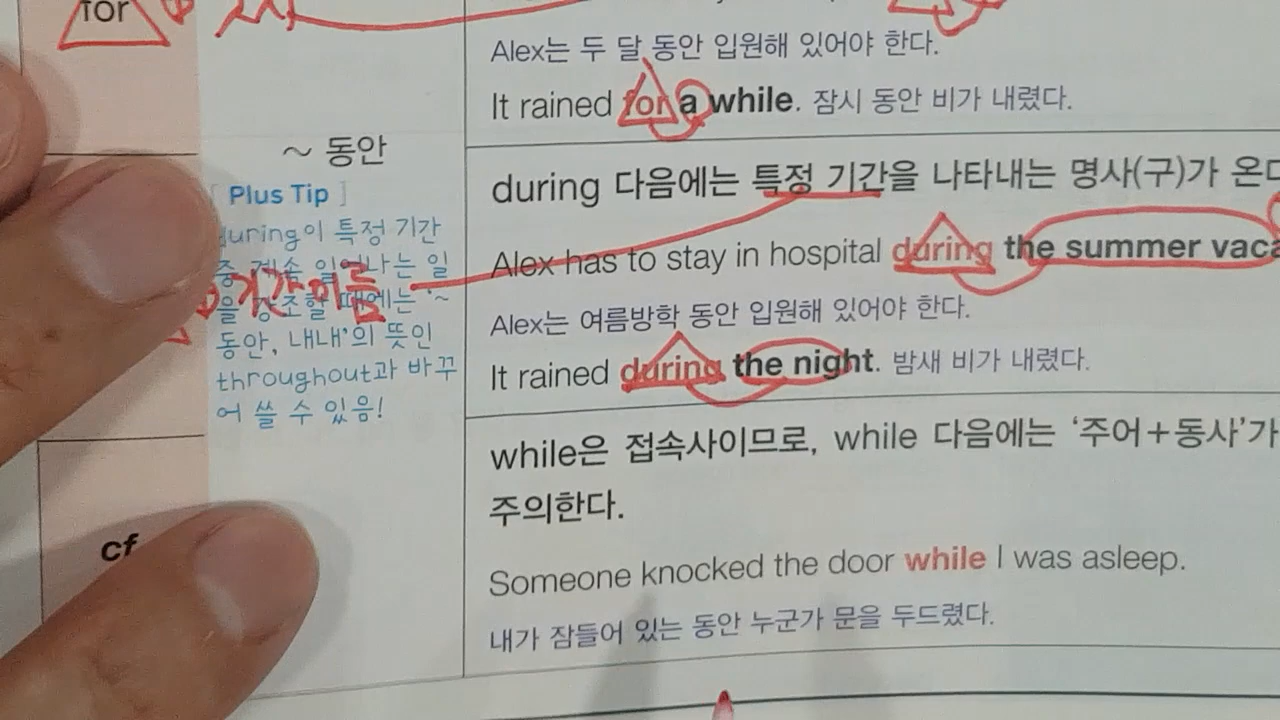 for
숫자
Alex는 두 달 동안 입원해 있어야 한다.
It rained for a while. 잠시 동안 비가 내렸다.
~ 동안
[ Plus Tip ]
during이 특정 기간
중 계속 일어나는 일
을 강조할 때에는 '~
동안, 내내'의 뜻인
throughout과 바꾸
어 쓸 수 있음!
기간이름
during 다음에는 특정 기간을 나타내는 명사(구)가
Alex has to stay in hospital during the summer
Alex는 여름방학 동안 입원해 있어야 한다.
It rained during the night. 밤새 비가 내렸다.
cf
while은 접속사이므로, while 다음에는 '주어+동사'가
주의한다.
Someone knocked the door while I was asleep.
내가 잠들어 있는 동안 누군가 문을 두드렸다.